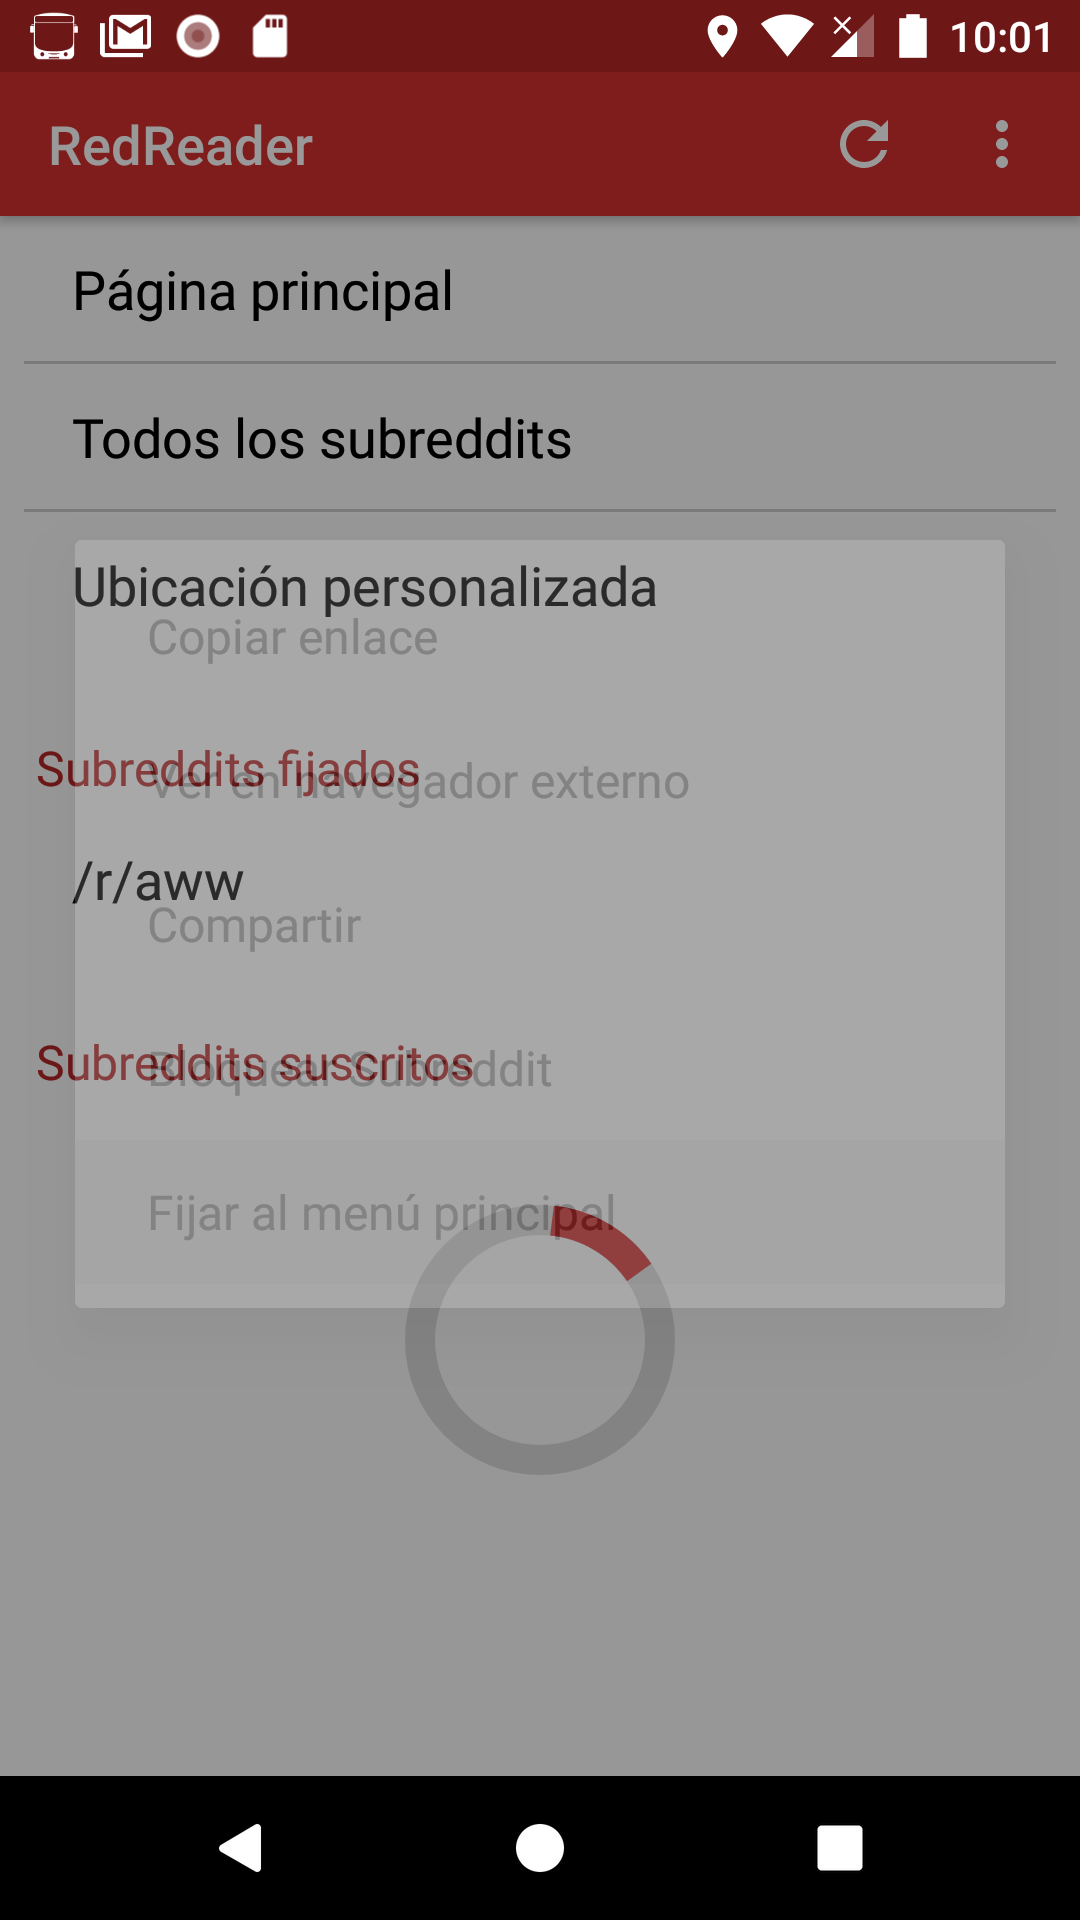 10:01
RedReader
Página principal
Todos los subreddits
Ubicación personalizada
Copiar enlace
Subreddits fijados
Ver en navegador externo
/r/aww
Compartir
Subreddits suscritos
Bloquear Subreddit
Fijar al menú principal